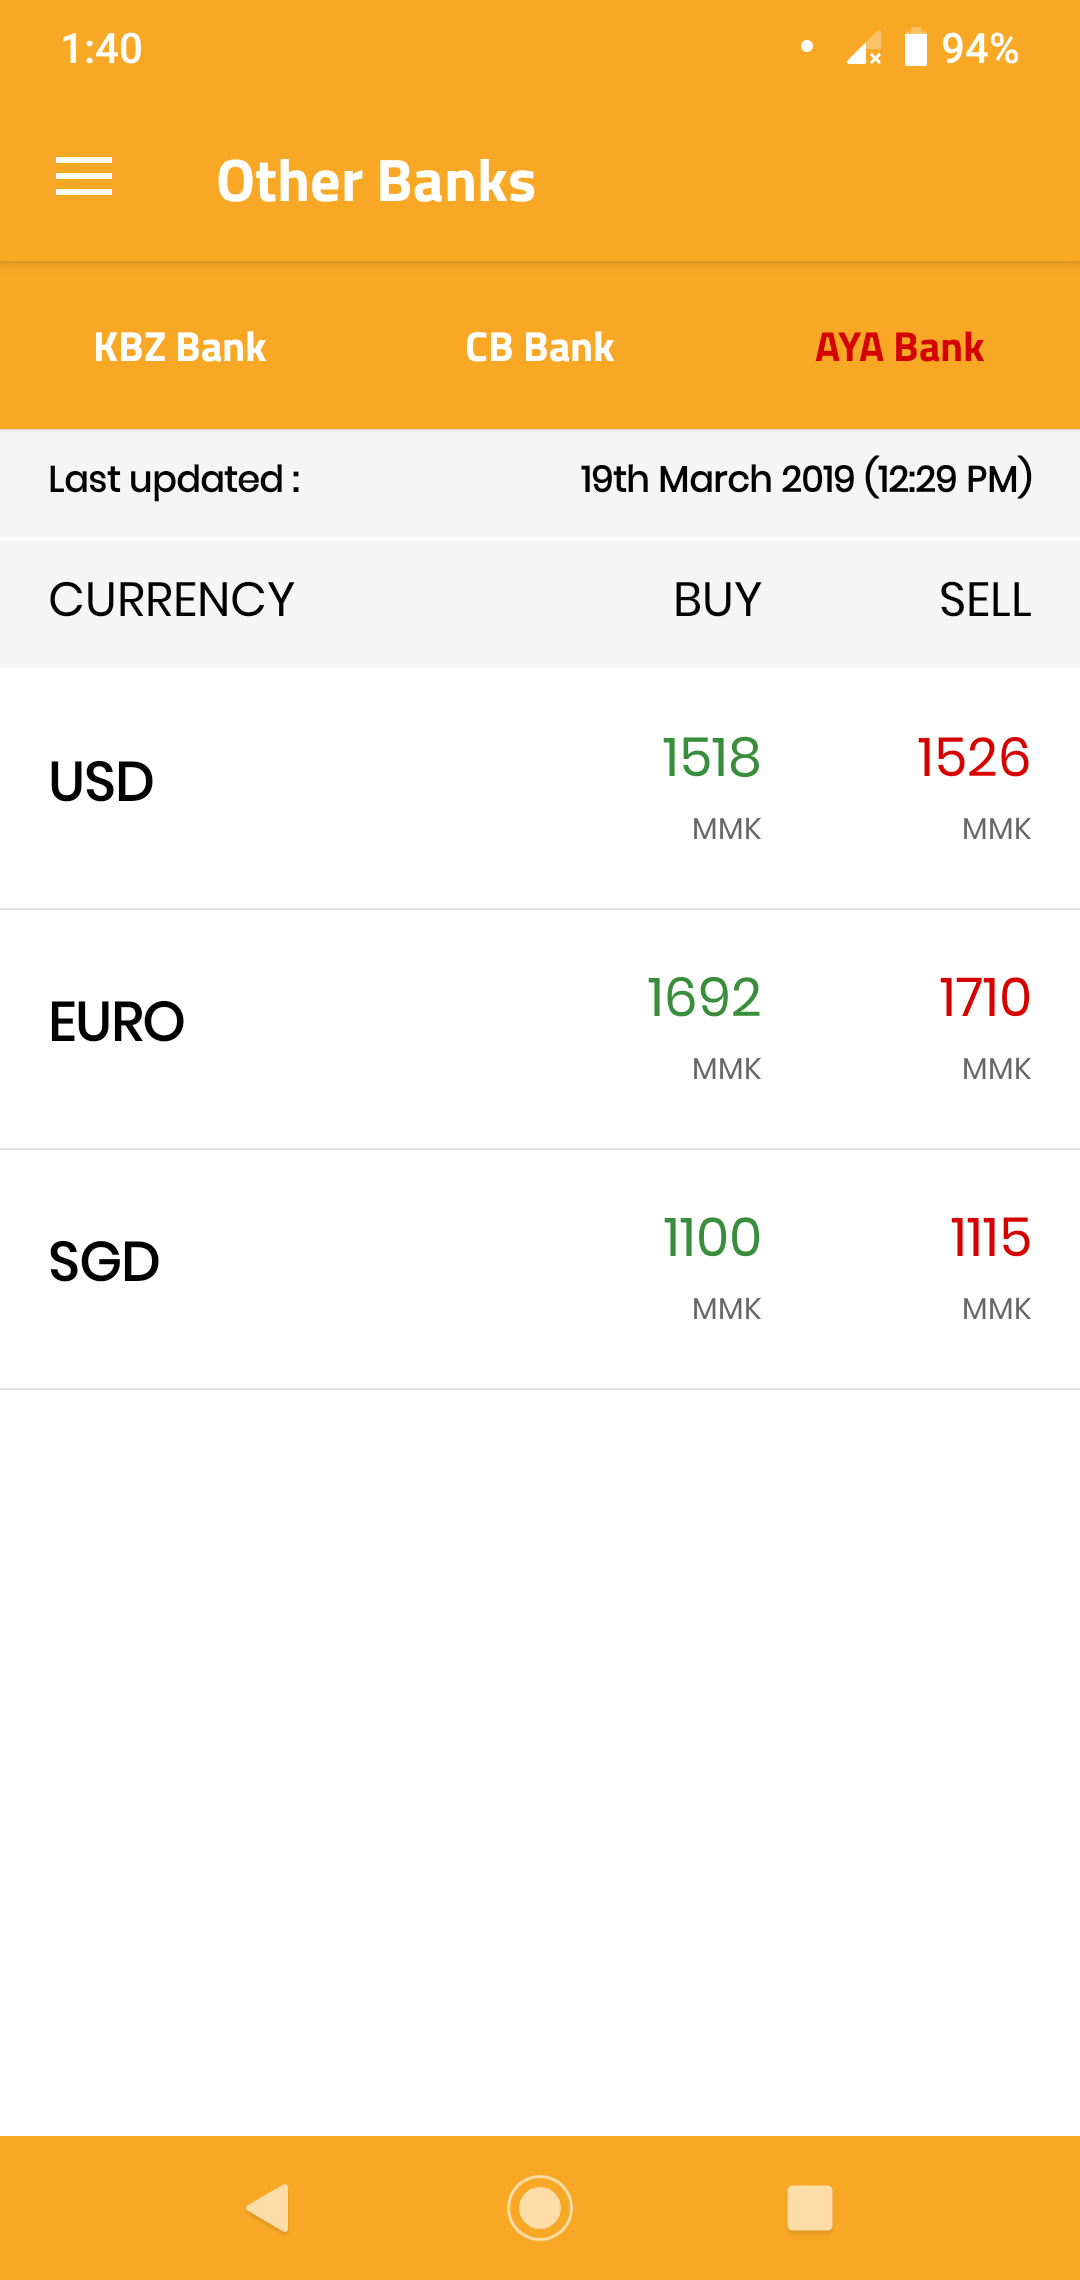 1:40 94%
Other Banks
KBZ Bank CB Bank AYA Bank
Last updated : 19th March 2019 (12:29 PM)
CURRENCY BUY SELL
USD 1518 1526
MMK MMK
EURO 1692 1710
MMK MMK
SGD 1100 1115
MMK MMK